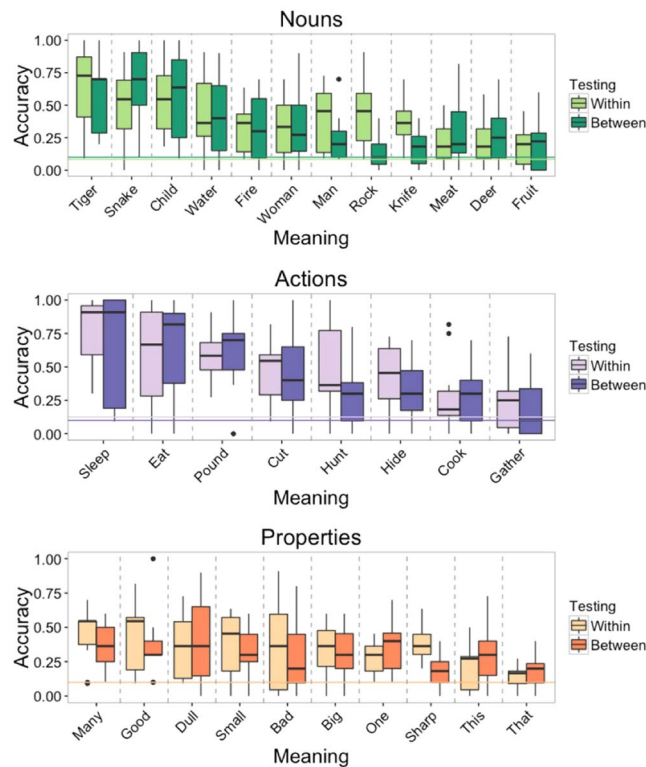 Nouns
Accuracy
1.00
0.75
0.50
0.25
0.00
Tiger Snake Child Water Fire Woman Man Rock Knife Meat Deer Fruit
Meaning
Testing
Within
Between
Actions
Accuracy
1.00
0.75
0.50
0.25
0.00
Sleep Eat Pound Cut Hunt Hide Cook Gather
Meaning
Testing
Within
Between
Properties
Accuracy
1.00
0.75
0.50
0.25
0.00
Many Good Dull Small Bad Big One Sharp This That
Meaning
Testing
Within
Between